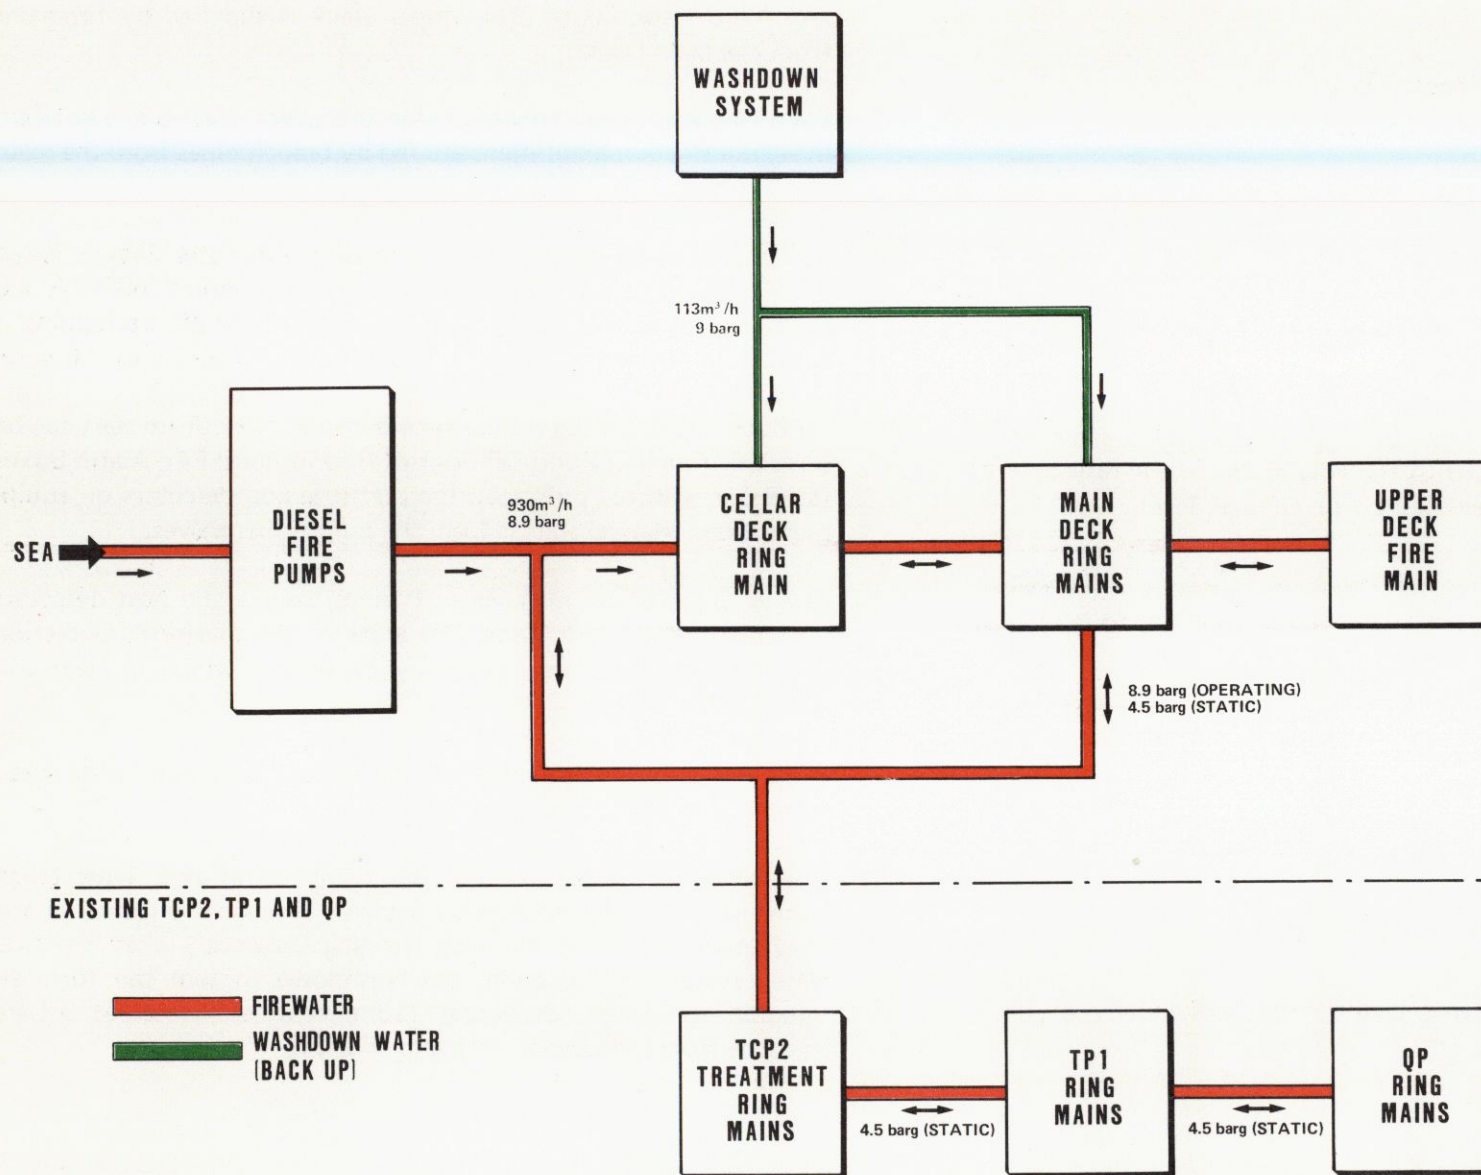 WASHDOWN
SYSTEM
113m³/h
9 barg
930m³/h
8.9 barg
SEA
DIESEL
FIRE
PUMPS
CELLAR
DECK
RING
MAIN
MAIN
DECK
RING
MAINS
UPPER
DECK
FIRE
MAIN
8.9 barg (OPERATING)
4.5 barg (STATIC)
EXISTING TCP2, TP1 AND QP
FIREWATER
WASHDOWN WATER
(BACK UP)
TCP2
TREATMENT
RING
MAINS
4.5 barg (STATIC)
TP1
RING
MAINS
4.5 barg (STATIC)
QP
RING
MAINS